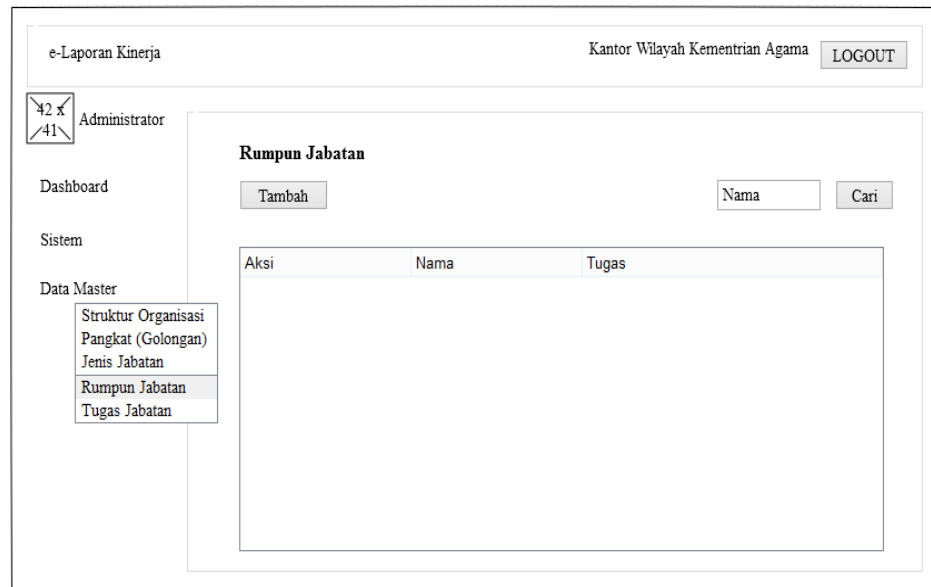 e-Laporan Kinerja
Kantor Wilayah Kementrian Agama
LOGOUT
42 x
41
Administrator
Rumpun Jabatan
Dashboard
Tambah
Nama
Cari
Sistem
Aksi
Nama
Tugas
Data Master
Struktur Organisasi
Pangkat (Golongan)
Jenis Jabatan
Rumpun Jabatan
Tugas Jabatan